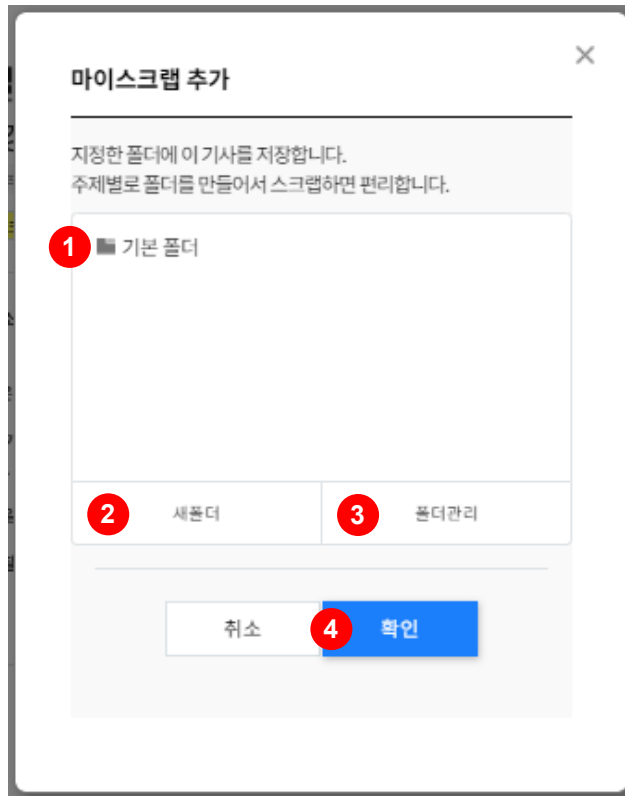 마이스크랩 추가
지정한 폴더에 이 기사를 저장합니다.
주제별로 폴더를 만들어서 스크랩하면 편리합니다.
1 기본 폴더
2 새폴더 3 폴더관리
취소 4 확인